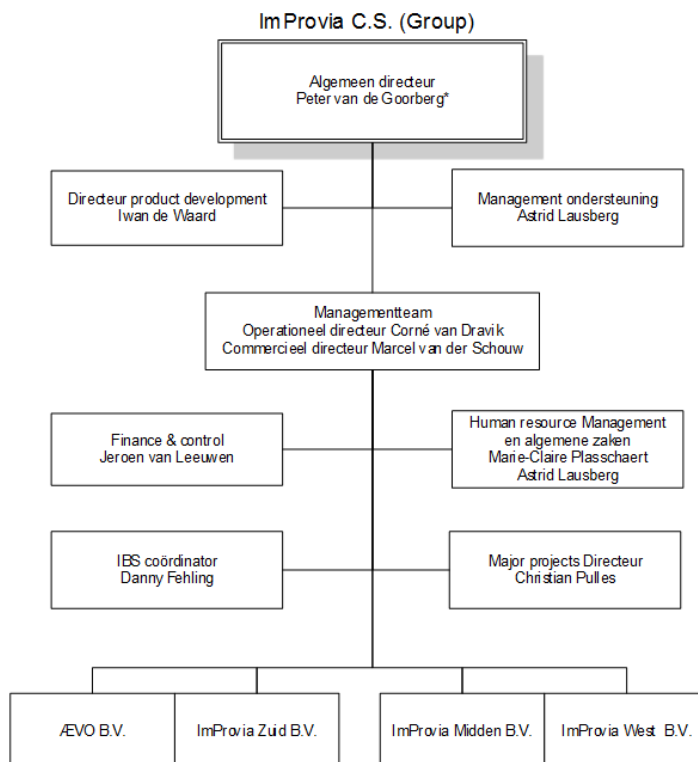 ImProvia C.S. (Group)
Algemeen directeur
Peter van de Goorberg*
Directeur product development
Iwan de Waard
Management ondersteuning
Astrid Lausberg
Managementteam
Operationeel directeur Corné van Dravik
Commercieel directeur Marcel van der Schouw
Finance & control
Jeroen van Leeuwen
Human resource Management
en algemene zaken
Marie-Claire Plasschaert
Astrid Lausberg
IBS coördinator
Danny Fehling
Major projects Directeur
Christian Pulles
ÆVO B.V.
ImProvia Zuid B.V.
ImProvia Midden B.V.
ImProvia West B.V.